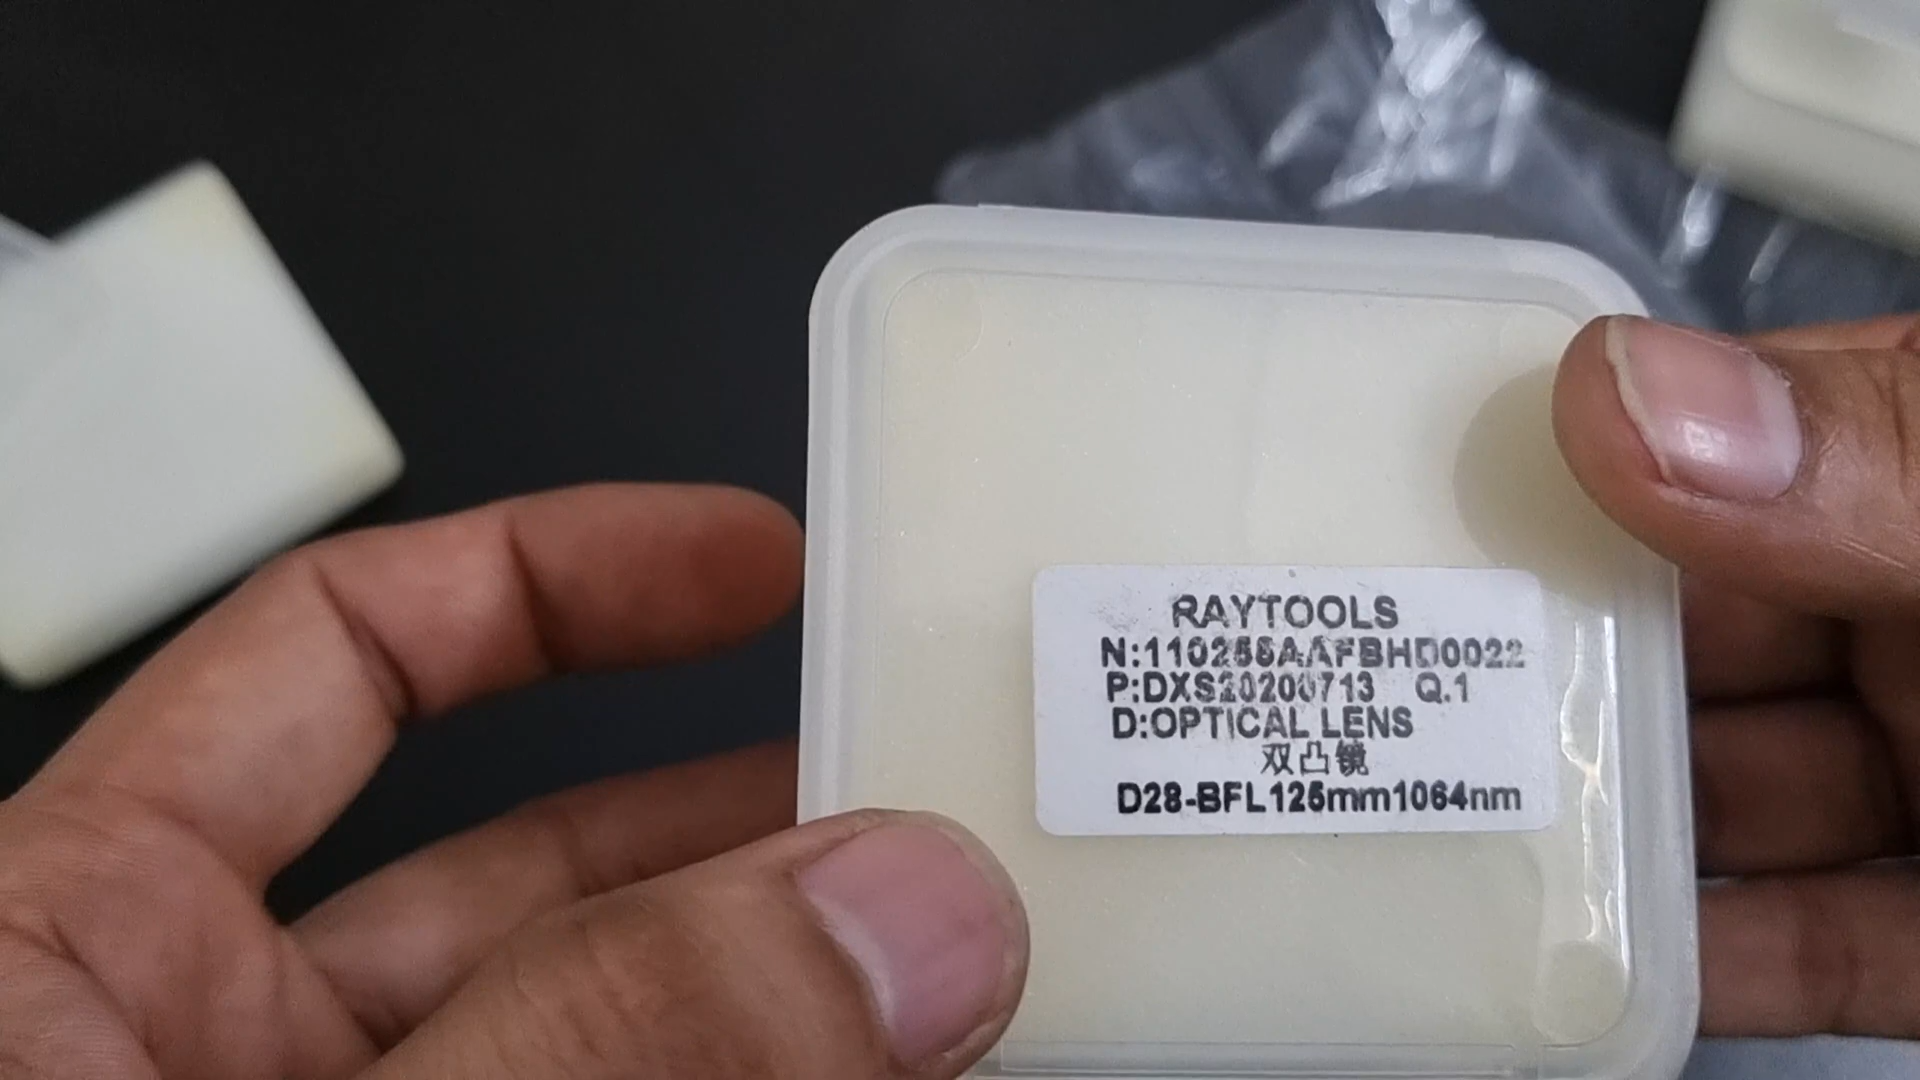 RAYTOOLS
N:110256AAFBHD0022
P:DXS20200713 Q.1
D:OPTICAL LENS
双凸镜
D28-BFL125mm1064nm